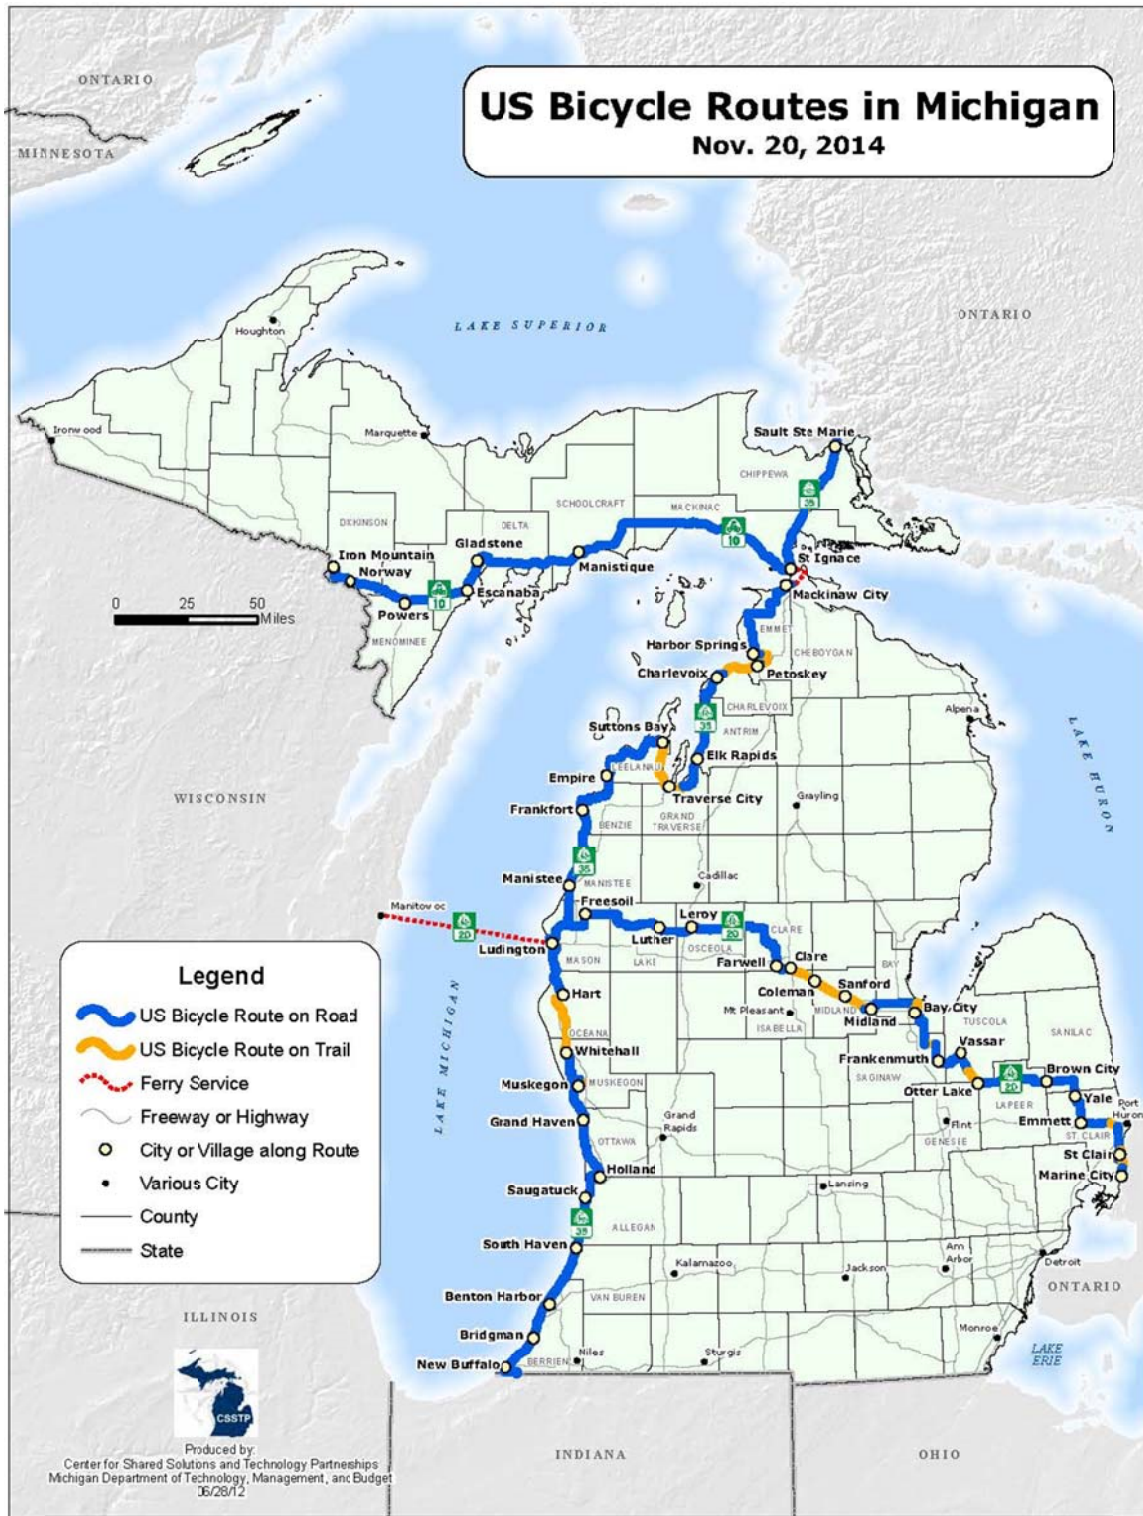 US Bicycle Routes in Michigan
Nov. 20, 2014
ONTARIO
MINNESOTA
ONTARIO
LAKE SUPERIOR
Houghton
Ironwood
Marquette
Sault Ste Marie
CHIPPEWA
35
SCHOOLCRAFT
MACKINAC
DICKINSON
DELTA
10
Gladstone
Iron Mountain
Norway
Manistique
St Ignace
Escanaba
10
Mackinaw City
0 25 50
Miles
Powers
MENOMINEE
EMMET
Harbor Springs
CHEBOYGAN
Charlevoix
Petoskey
CHARLEVOIX
35
Alpena
Suttons Bay
ANTRIM
LAKE HURON
LEELANAU
Elk Rapids
Empire
WISCONSIN
Traverse City
Grayling
Frankfort
BENZIE
GRAND
TRAVERSE
35
Manistee
MANISTEE
Cadillac
Manitowoc
Freesoil
Leroy
20
20
CLARE
Ludington
Luther
OSCEOLA
MASON
LAKE
Farwell
Clare
BAY
Sanford
Coleman
Hart
Mt Pleasant
MIDLAND
Bay City
ISABELLA
Midland
TUSCOLA
SANILAC
LAKE MICHIGAN
OCEANA
Vassar
Whitehall
Frankenmuth
SAGINAW
20
Brown City
Muskegon
MUSKEGON
Otter Lake
LAPEER
Yale
Port
Huron
Grand Haven
Grand
Rapids
Flint
Emmett
OTTAWA
GENESEE
ST CLAIR
St Clair
Holland
Marine City
Saugatuck
Lansing
35
ALLEGAN
South Haven
Ann
Arbor
Detroit
Kalamazoo
Jackson
ONTARIO
Benton Harbor
VAN BUREN
Bridgman
Monroe
New Buffalo
BERRIEN
Niles
Sturgis
LAKE
ERIE
Legend
US Bicycle Route on Road
US Bicycle Route on Trail
Ferry Service
Freeway or Highway
City or Village along Route
Various City
County
State
ILLINOIS
CSSTP
INDIANA
OHIO
Produced by:
Center for Shared Solutions and Technology Partnerships
Michigan Department of Technology, Management, and Budget
06/28/12